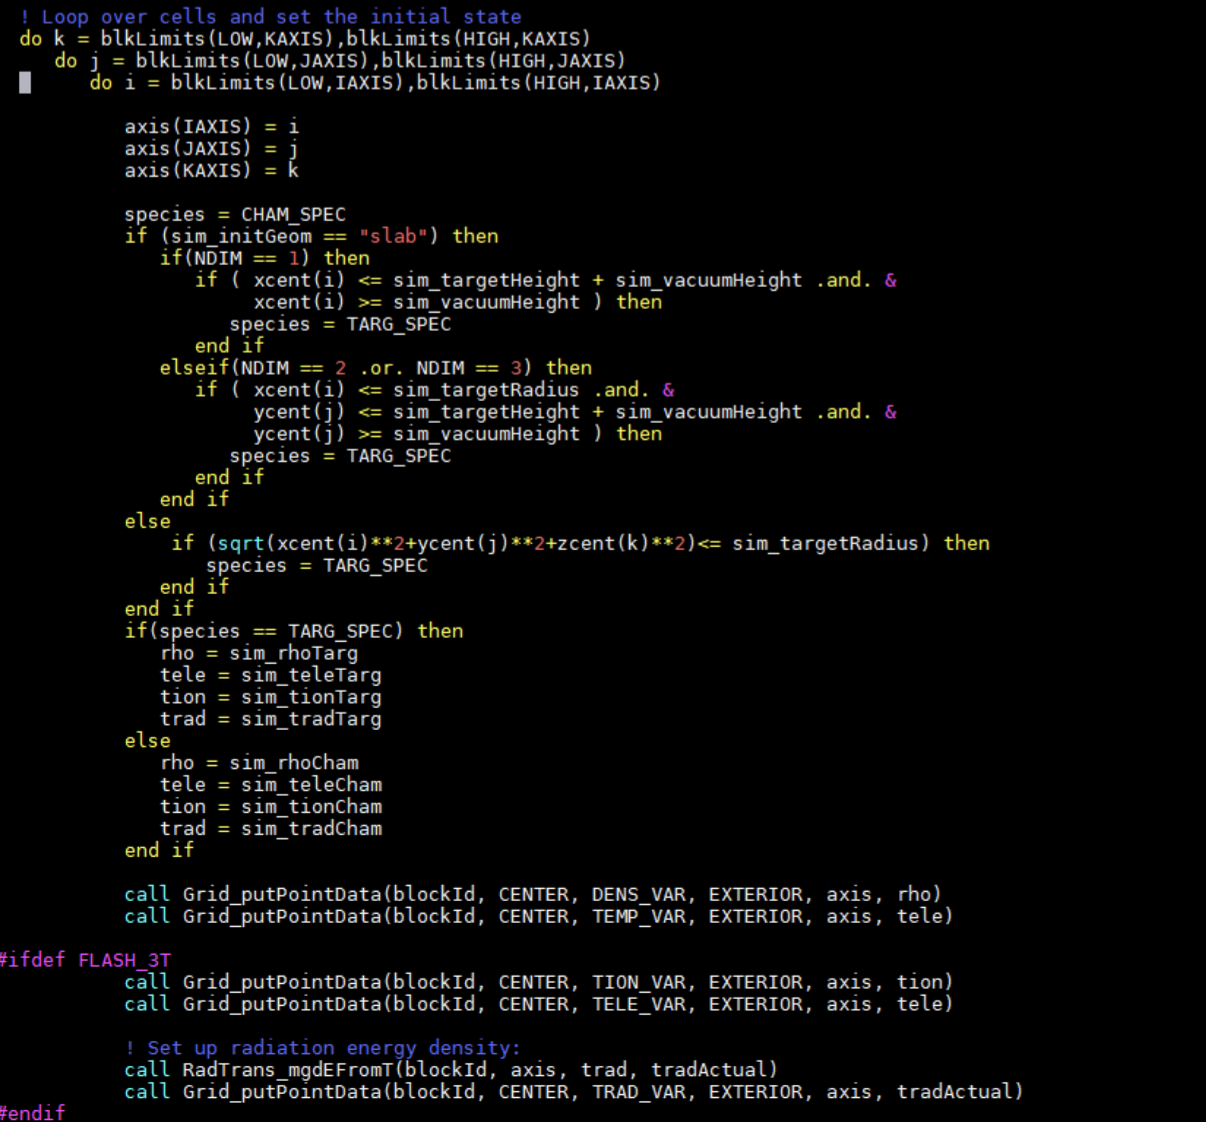 ! Loop over cells and set the initial state
do k = blkLimits(LOW,KAXIS),blkLimits(HIGH,KAXIS)
do j = blkLimits(LOW,JAXIS),blkLimits(HIGH,JAXIS)
do i = blkLimits(LOW,IAXIS),blkLimits(HIGH,IAXIS)
axis(IAXIS) = i
axis(JAXIS) = j
axis(KAXIS) = k
species = CHAM_SPEC
if (sim_initGeom == "slab") then
if(NDIM == 1) then
if ( xcent(i) <= sim_targetHeight + sim_vacuumHeight .and. &
xcent(i) >= sim_vacuumHeight ) then
species = TARG_SPEC
end if
elseif(NDIM == 2 .or. NDIM == 3) then
if ( xcent(i) <= sim_targetRadius .and. &
ycent(j) <= sim_targetHeight + sim_vacuumHeight .and. &
ycent(j) >= sim_vacuumHeight ) then
species = TARG_SPEC
end if
end if
else
if (sqrt(xcent(i)**2+ycent(j)**2+zcent(k)**2)<= sim_targetRadius) then
species = TARG_SPEC
end if
end if
if(species == TARG_SPEC) then
rho = sim_rhoTarg
tele = sim_teleTarg
tion = sim_tionTarg
trad = sim_tradTarg
else
rho = sim_rhoCham
tele = sim_teleCham
tion = sim_tionCham
trad = sim_tradCham
end if
call Grid_putPointData(blockId, CENTER, DENS_VAR, EXTERIOR, axis, rho)
call Grid_putPointData(blockId, CENTER, TEMP_VAR, EXTERIOR, axis, tele)
#ifdef FLASH_3T
call Grid_putPointData(blockId, CENTER, TION_VAR, EXTERIOR, axis, tion)
call Grid_putPointData(blockId, CENTER, TELE_VAR, EXTERIOR, axis, tele)
! Set up radiation energy density:
call RadTrans_mgdEFromT(blockId, axis, trad, tradActual)
call Grid_putPointData(blockId, CENTER, TRAD_VAR, EXTERIOR, axis, tradActual)
#endif